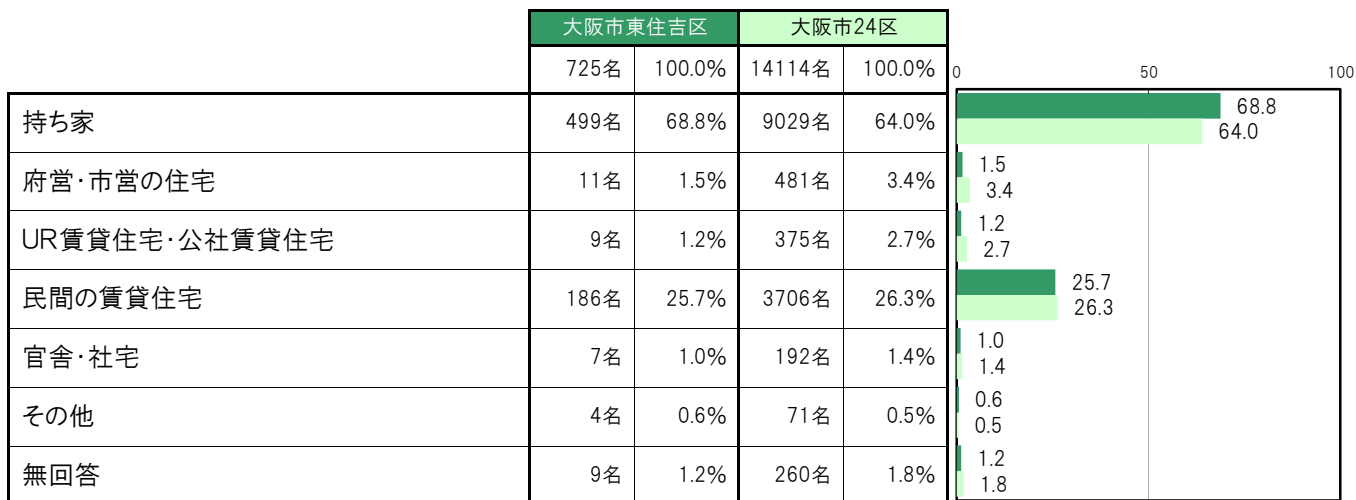 大阪市東住吉区 大阪市24区
725名 100.0% 14114名 100.0% 0 50 100
持ち家 499名 68.8% 9029名 64.0% 68.8
64.0
府営・市営の住宅 11名 1.5% 481名 3.4% 1.5
3.4
UR賃貸住宅・公社賃貸住宅 9名 1.2% 375名 2.7% 1.2
2.7
民間の賃貸住宅 186名 25.7% 3706名 26.3% 25.7
26.3
官舎・社宅 7名 1.0% 192名 1.4% 1.0
1.4
その他 4名 0.6% 71名 0.5% 0.6
0.5
無回答 9名 1.2% 260名 1.8% 1.2
1.8